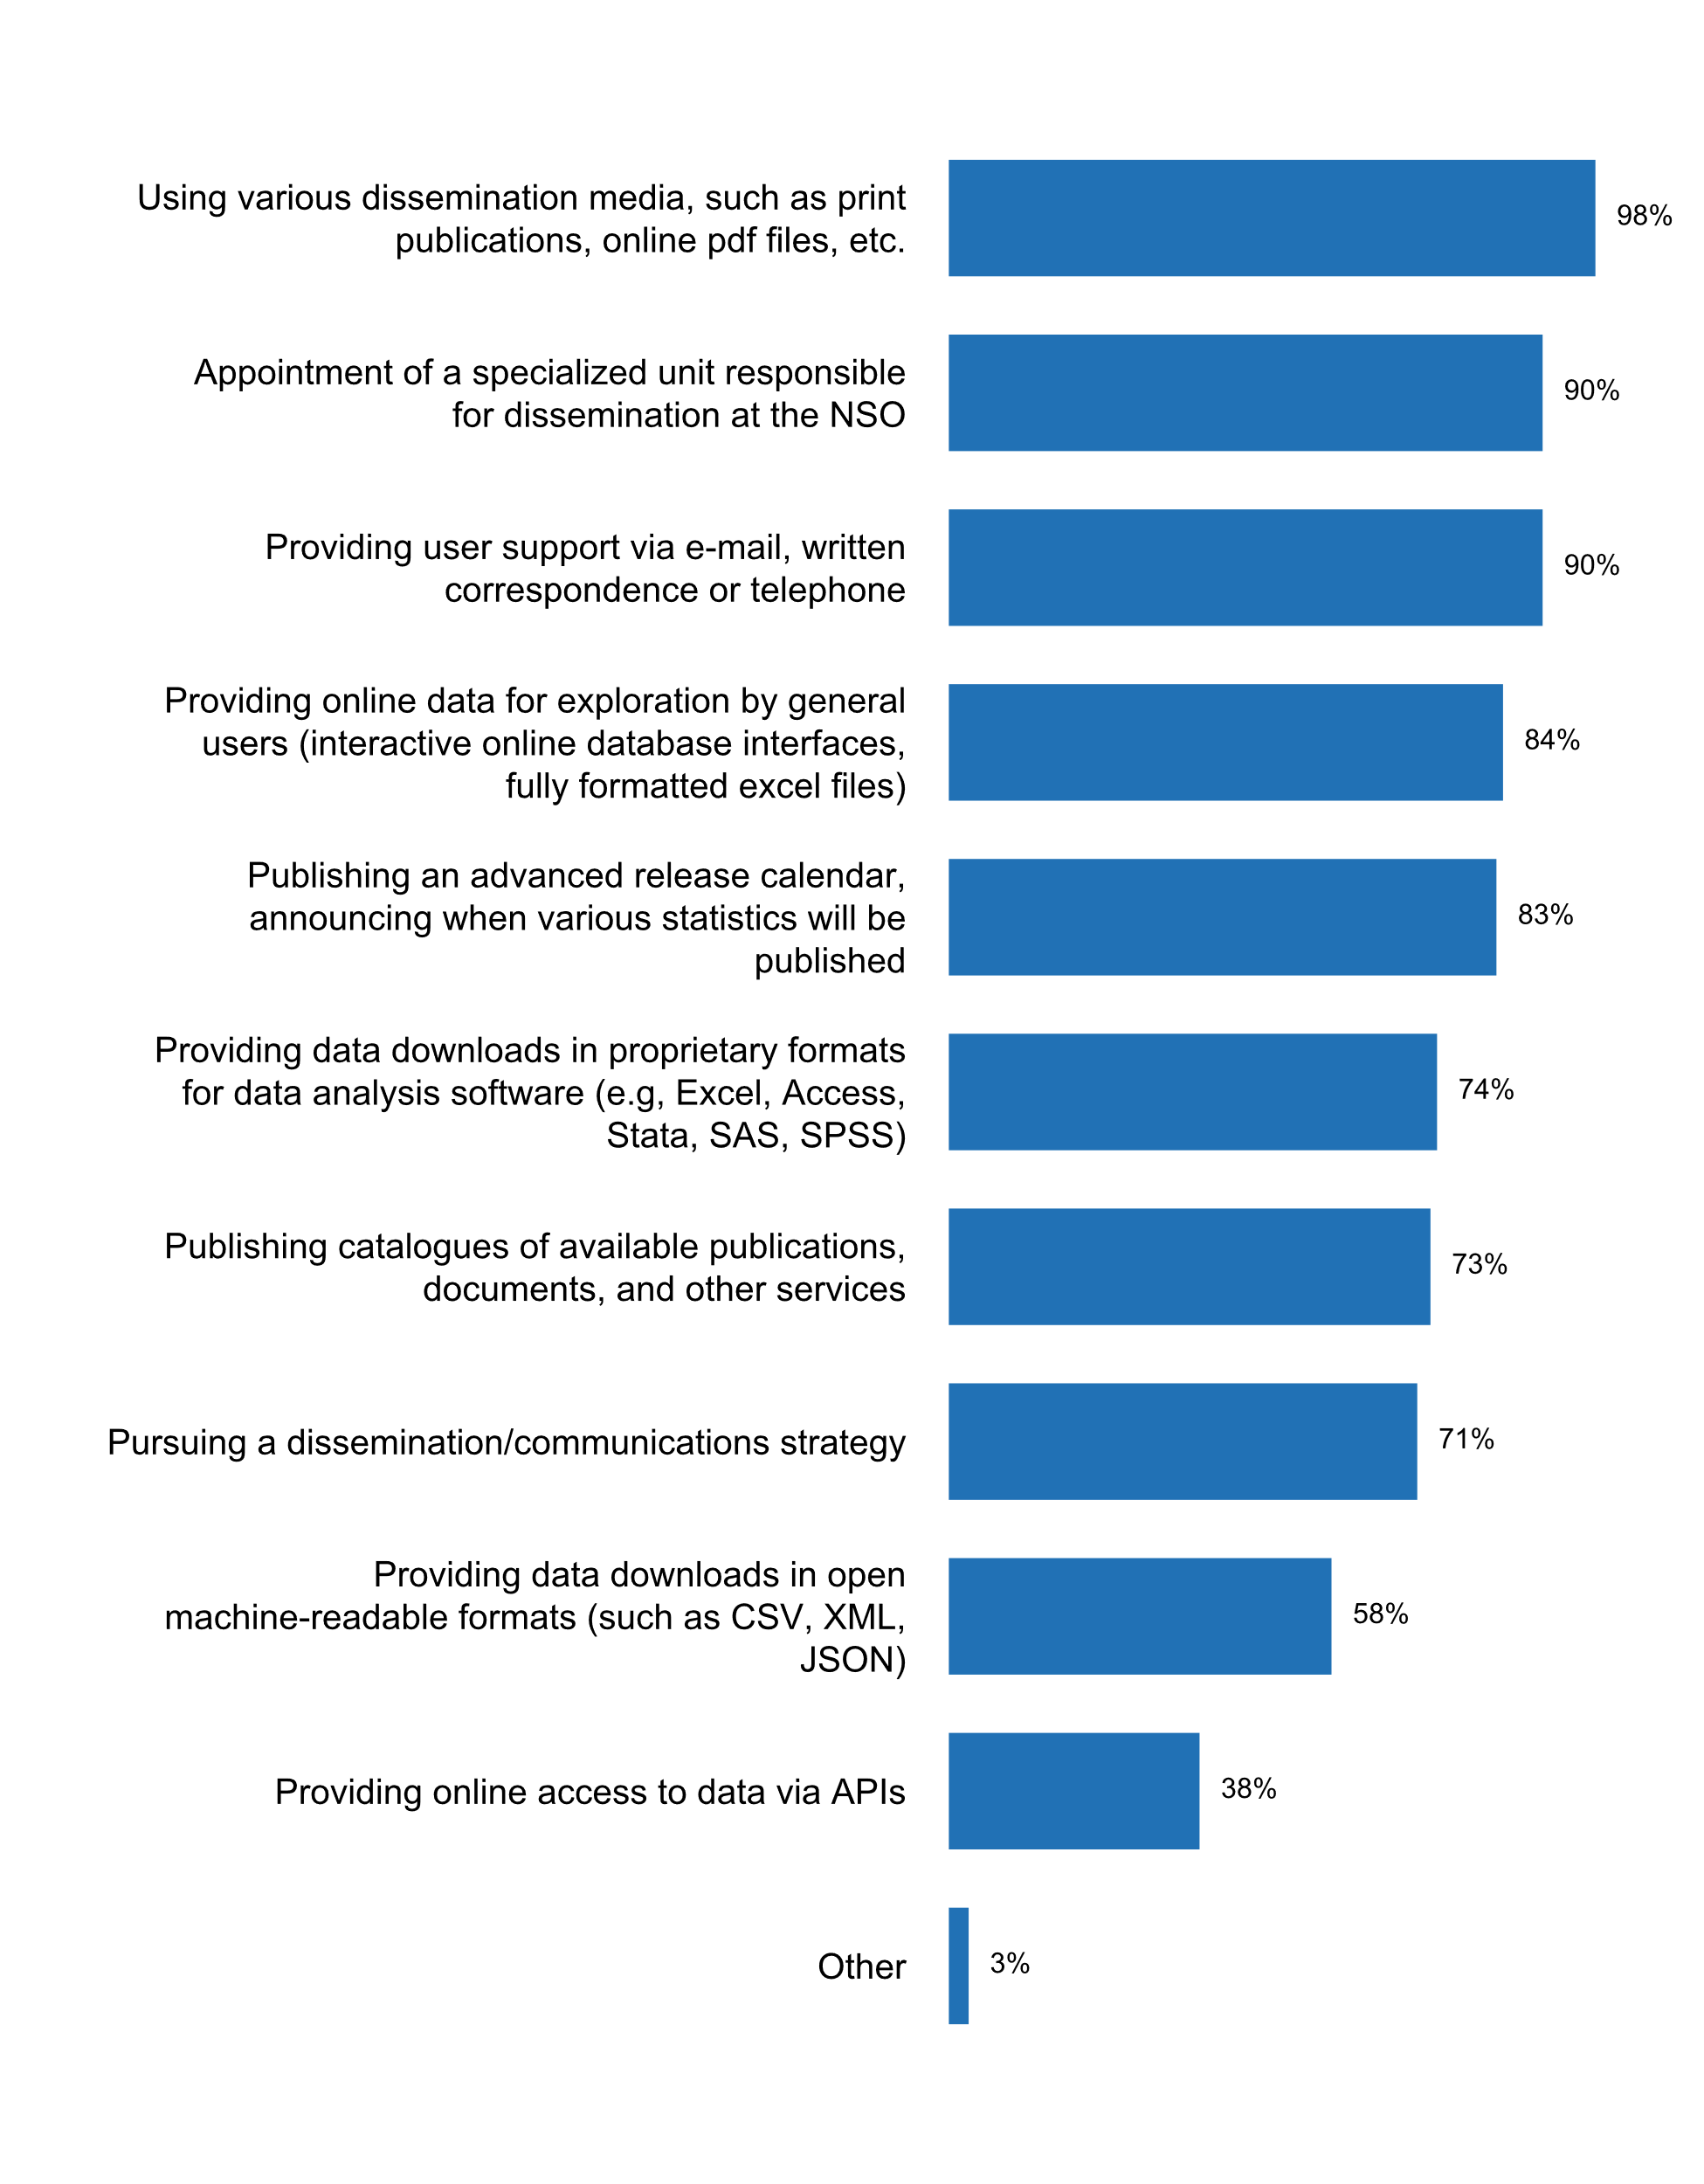 Using various dissemination media, such as print
publications, online pdf files, etc.
98%
Appointment of a specialized unit responsible
for dissemination at the NSO
90%
Providing user support via e-mail, written
correspondence or telephone
90%
Providing online data for exploration by general
users (interactive online database interfaces,
fully formatted excel files)
84%
Publishing an advanced release calendar,
announcing when various statistics will be
published
83%
Providing data downloads in proprietary formats
for data analysis software (e.g, Excel, Access,
Stata, SAS, SPSS)
74%
Publishing catalogues of available publications,
documents, and other services
73%
Pursuing a dissemination/communications strategy
71%
Providing data downloads in open
machine-readable formats (such as CSV, XML,
JSON)
58%
Providing online access to data via APIs
38%
Other
3%